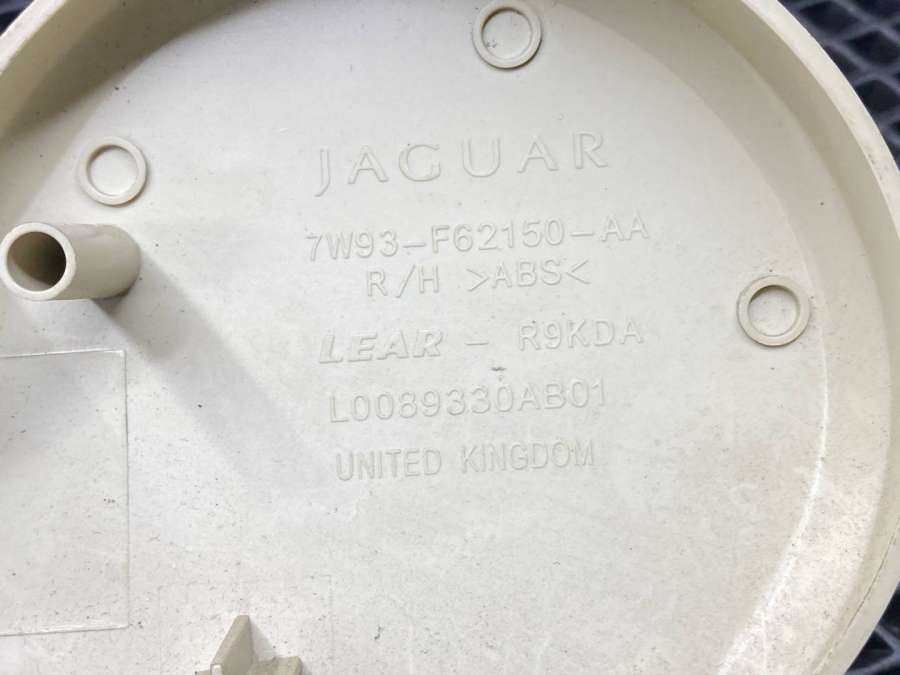 JAGUAR
7W93-F62150-AA
R/H >ABS<
LEAR - R9KDA
L0089330AB01
UNITED KINGDOM